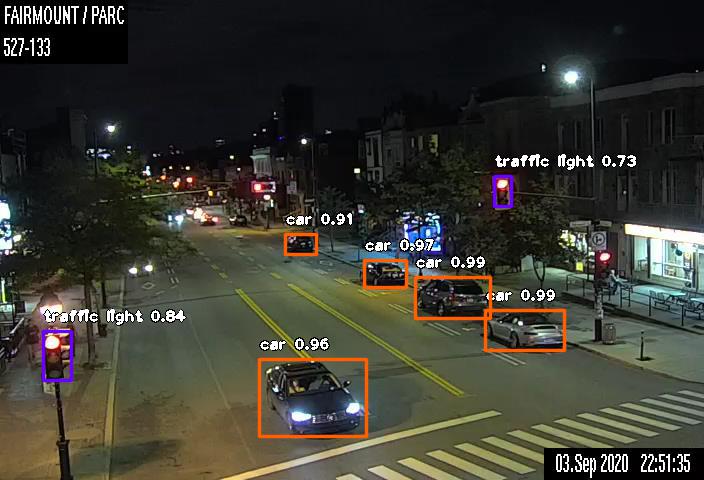 FAIRMOUNT / PARC
527-133
traffic light 0.73
car 0.91
car 0.97
car 0.99
car 0.99
traffic light 0.84
car 0.96
03.Sep 2020 22:51:35